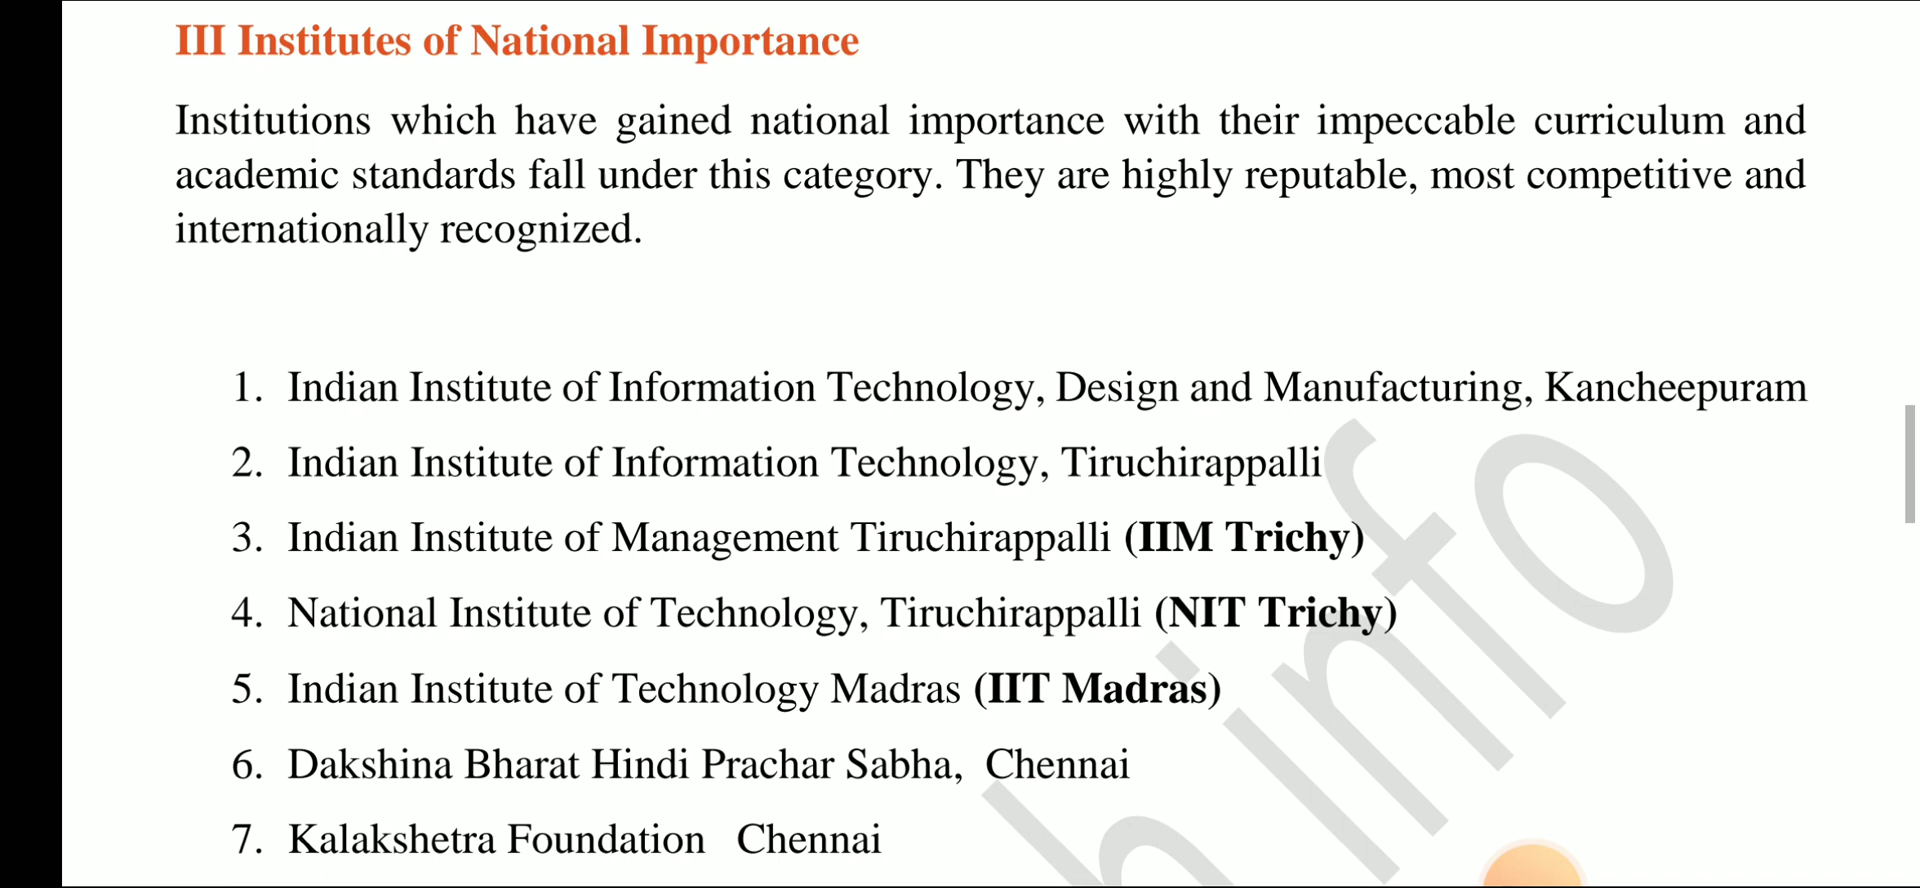 III Institutes of National Importance
Institutions which have gained national importance with their impeccable curriculum and
academic standards fall under this category. They are highly reputable, most competitive and
internationally recognized.
1. Indian Institute of Information Technology, Design and Manufacturing, Kancheepuram
2. Indian Institute of Information Technology, Tiruchirappalli
3. Indian Institute of Management Tiruchirappalli (IIM Trichy)
4. National Institute of Technology, Tiruchirappalli (NIT Trichy)
5. Indian Institute of Technology Madras (IIT Madras)
6. Dakshina Bharat Hindi Prachar Sabha,  Chennai
7. Kalakshetra Foundation   Chennai
h info